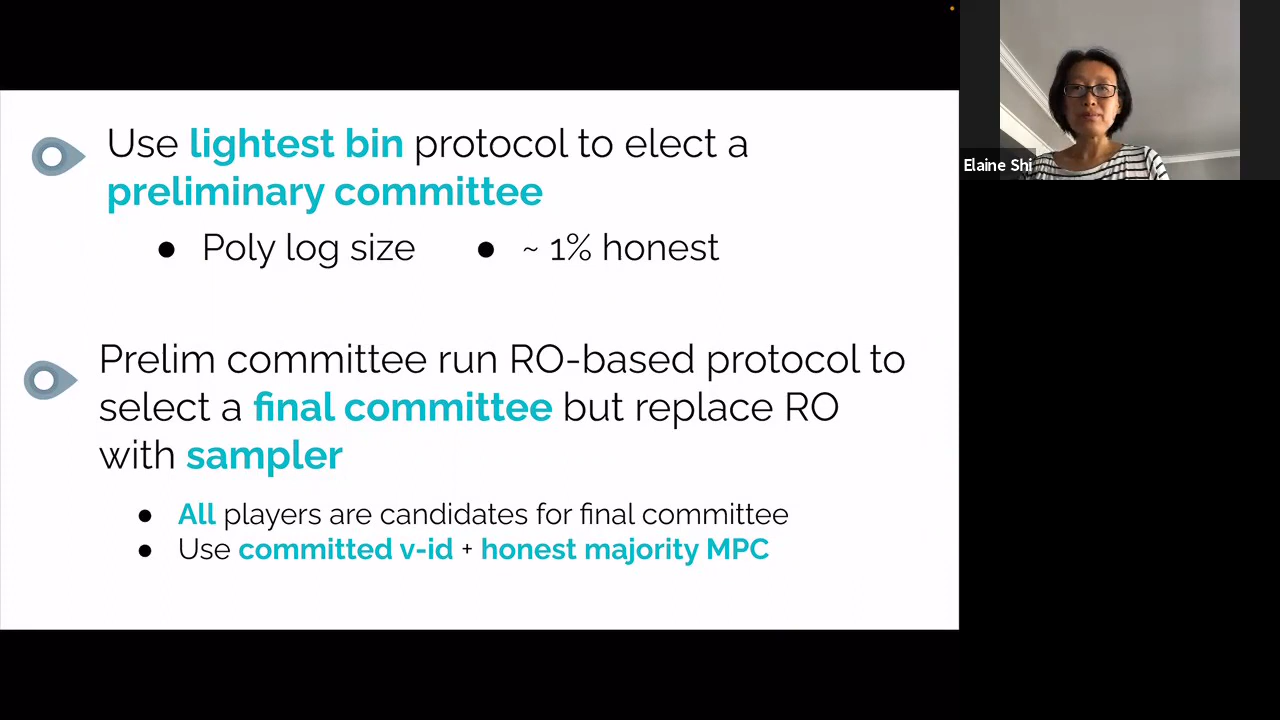 Use lightest bin protocol to elect a
preliminary committee
● Poly log size ● ~ 1% honest
Prelim committee run RO-based protocol to
select a final committee but replace RO
with sampler
● All players are candidates for final committee
● Use committed v-id + honest majority MPC
Elaine Shi